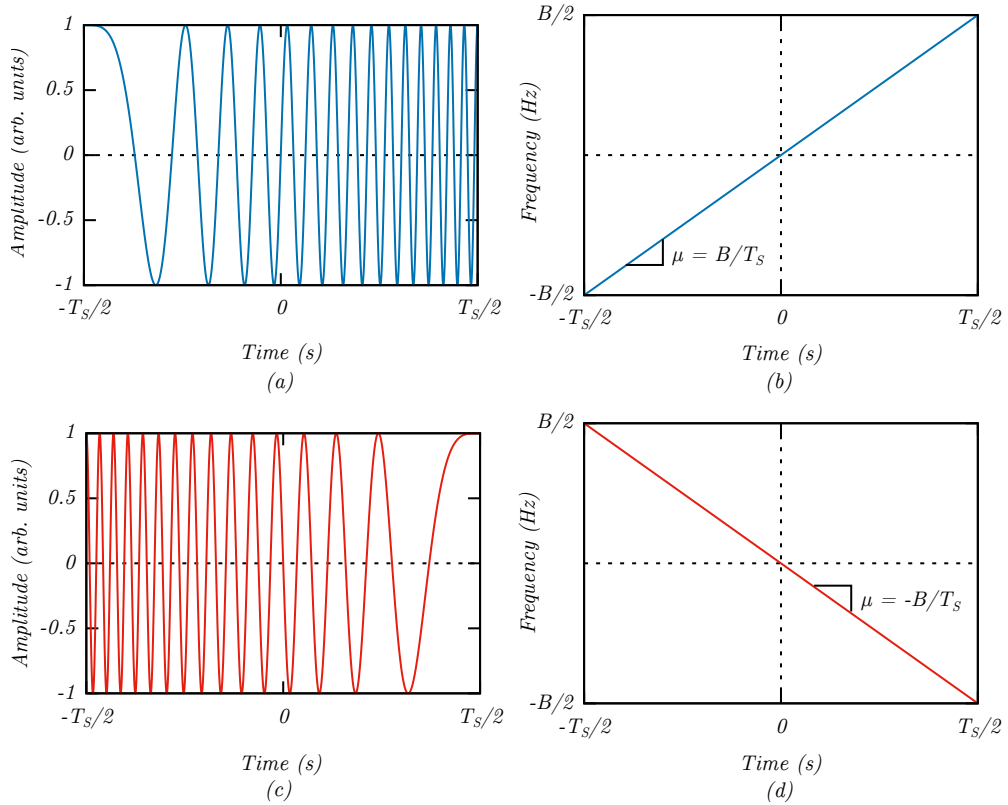 1
0.5
0
-0.5
-1
Amplitude (arb. units)
-T_S/2
0
T_S/2
Time (s)
(a)
B/2
-B/2
Frequency (Hz)
μ = B/T_S
-T_S/2
0
T_S/2
Time (s)
(b)
1
0.5
0
-0.5
-1
Amplitude (arb. units)
-T_S/2
0
T_S/2
Time (s)
(c)
B/2
-B/2
Frequency (Hz)
μ = -B/T_S
-T_S/2
0
T_S/2
Time (s)
(d)